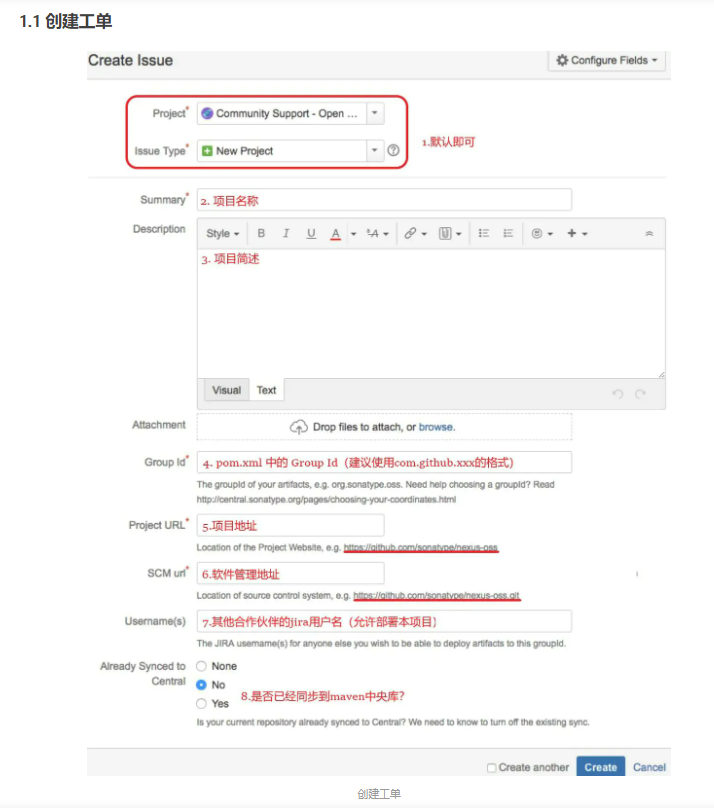 1.1 创建工单
Create Issue
Configure Fields
Project*
Community Support - Open ...
Issue Type*
New Project
1.默认即可
Summary*
2. 项目名称
Description
Style
B I U A
3. 项目简述
Visual
Text
Attachment
Drop files to attach, or browse.
Group Id*
4. pom.xml 中的 Group Id（建议使用com.github.xxx的格式）
The groupId of your artifacts, e.g. org.sonatype.oss. Need help choosing a groupId? Read
http://central.sonatype.org/pages/choosing-your-coordinates.html
Project URL*
5.项目地址
Location of the Project Website, e.g. https://github.com/sonatype/nexus-oss
SCM url*
6.软件管理地址
Location of source control system, e.g. https://github.com/sonatype/nexus-oss.git
Username(s)
7.其他合作伙伴的jira用户名（允许部署本项目）
The JIRA username(s) for anyone else you wish to be able to deploy artifacts to this groupId.
Already Synced to
Central
None
No
Yes
8.是否已经同步到maven中央库？
Is your current repository already synced to Central? We need to know to turn off the existing sync.
Create another
Create
Cancel
创建工单